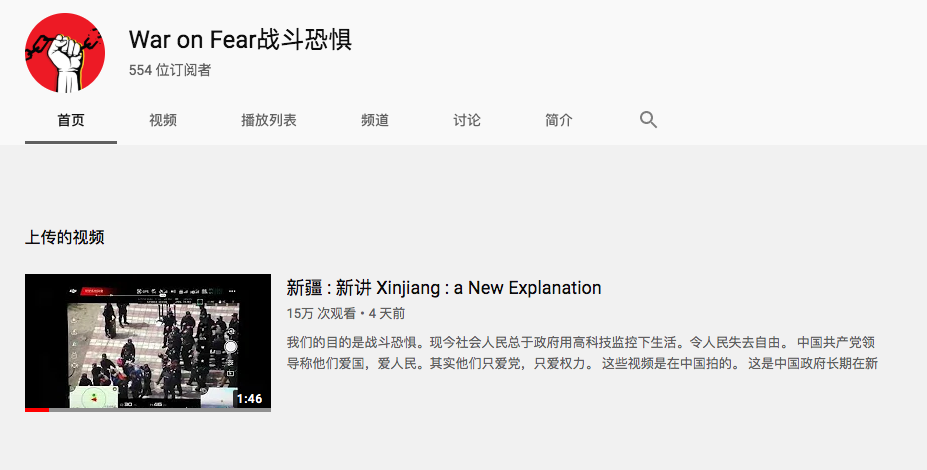 War on Fear战斗恐惧
554 位订阅者
首页 视频 播放列表 频道 讨论 简介
上传的视频
新疆 : 新讲 Xinjiang : a New Explanation
15万 次观看 • 4 天前
我们的目的是战斗恐惧。现今社会人民总于政府用高科技监控下生活。令人民失去自由。 中国共产党领
导称他们爱国，爱人民。其实他们只爱党，只爱权力。 这些视频是在中国拍的。 这是中国政府长期在新
1:46